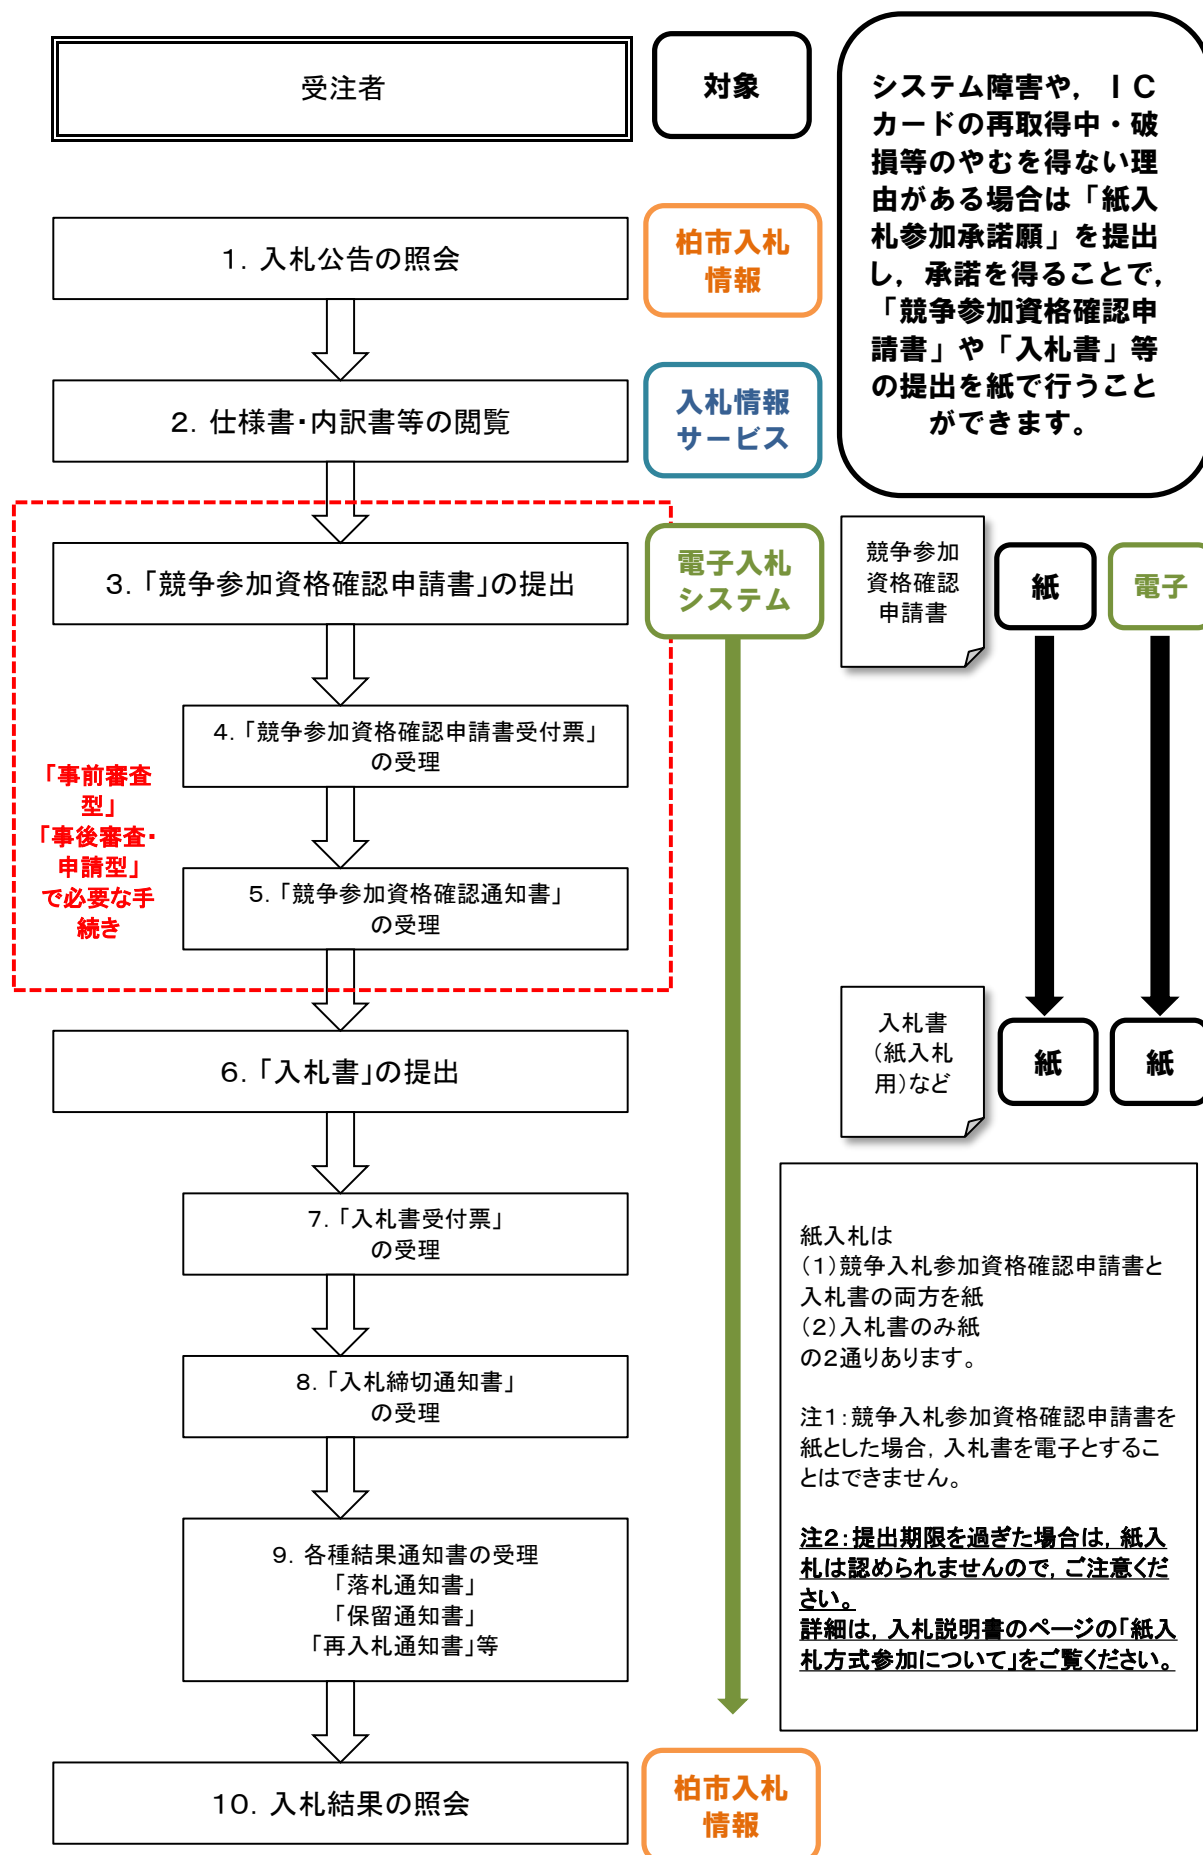 受注者
対象
システム障害や，ＩＣ
カードの再取得中・破
損等のやむを得ない理
由がある場合は「紙入
札参加承諾願」を提出
し，承諾を得ることで，
「競争参加資格確認申
請書」や「入札書」等
の提出を紙で行うこと
ができます。
1．入札公告の照会
柏市入札
情報
2．仕様書・内訳書等の閲覧
入札情報
サービス
3．「競争参加資格確認申請書」の提出
電子入札
システム
競争参加
資格確認
申請書
紙
電子
4．「競争参加資格確認申請書受付票」
の受理
「事前審査
型」
「事後審査・
申請型」
で必要な手
続き
5．「競争参加資格確認通知書」
の受理
6．「入札書」の提出
入札書
（紙入札
用）など
紙
紙
7．「入札書受付票」
の受理
8．「入札締切通知書」
の受理
9．各種結果通知書の受理
「落札通知書」
「保留通知書」
「再入札通知書」等
紙入札は
（１）競争入札参加資格確認申請書と
入札書の両方を紙
（２）入札書のみ紙
の２通りあります。
注１：競争入札参加資格確認申請書を
紙とした場合，入札書を電子とするこ
とはできません。
注２：提出期限を過ぎた場合は，紙入
札は認められませんので，ご注意くだ
さい。
詳細は，入札説明書のページの「紙入
札方式参加について」をご覧ください。
10．入札結果の照会
柏市入札
情報